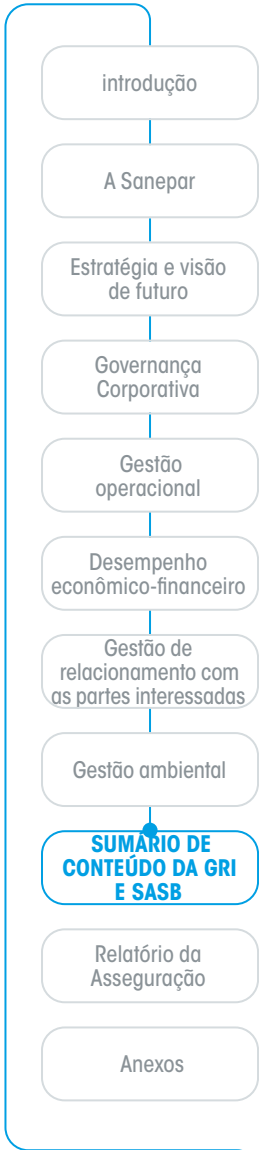 introdução
A Sanepar
Estratégia e visão
de futuro
Governança
Corporativa
Gestão
operacional
Desempenho
econômico-financeiro
Gestão de
relacionamento com
as partes interessadas
Gestão ambiental
SUMÁRIO DE
CONTEÚDO DA GRI
E SASB
Relatório da
Asseguração
Anexos